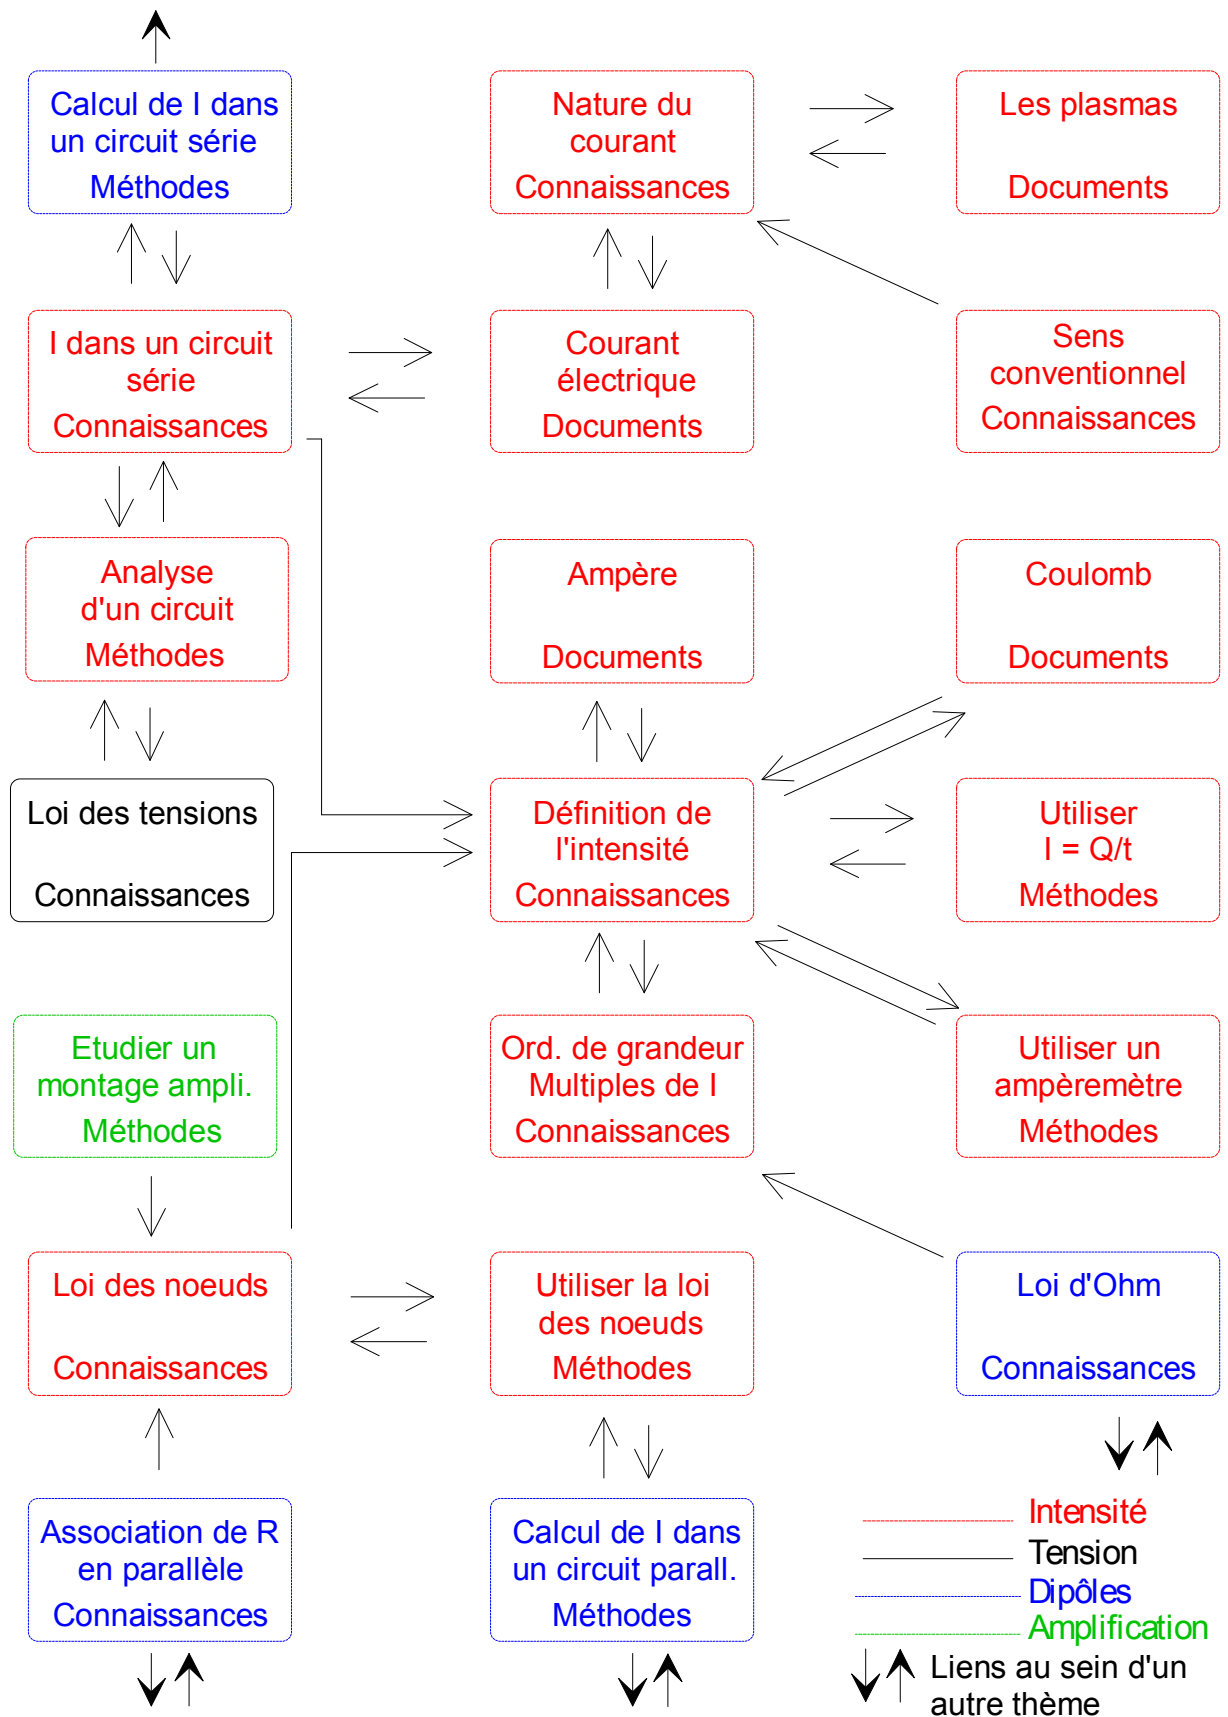 Calcul de I dans
un circuit série
Méthodes
Nature du
courant
Connaissances
Les plasmas
Documents
I dans un circuit
série
Connaissances
Courant
électrique
Documents
Sens
conventionnel
Connaissances
Analyse
d'un circuit
Méthodes
Ampère
Documents
Coulomb
Documents
Loi des tensions
Connaissances
Définition de
l'intensité
Connaissances
Utiliser
I = Q/t
Méthodes
Etudier un
montage ampli.
Méthodes
Ord. de grandeur
Multiples de I
Connaissances
Utiliser un
ampèremètre
Méthodes
Loi des noeuds
Connaissances
Utiliser la loi
des noeuds
Méthodes
Loi d'Ohm
Connaissances
Association de R
en parallèle
Connaissances
Calcul de I dans
un circuit parall.
Méthodes
Intensité
Tension
Dipôles
Amplification
Liens au sein d'un
autre thème